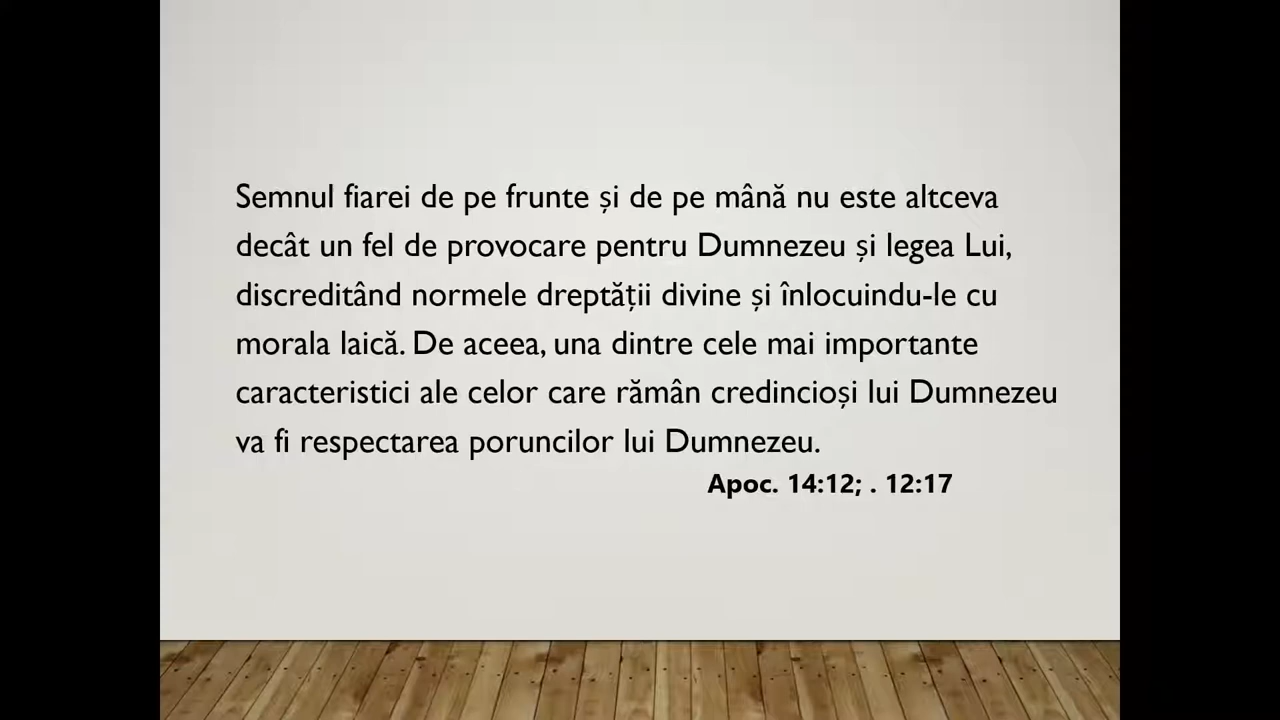 Semnul fiarei de pe frunte și de pe mână nu este altceva
decât un fel de provocare pentru Dumnezeu și legea Lui,
discreditând normele dreptății divine și înlocuindu-le cu
morala laică. De aceea, una dintre cele mai importante
caracteristici ale celor care rămân credincioși lui Dumnezeu
va fi respectarea poruncilor lui Dumnezeu.
Apoc. 14:12; . 12:17